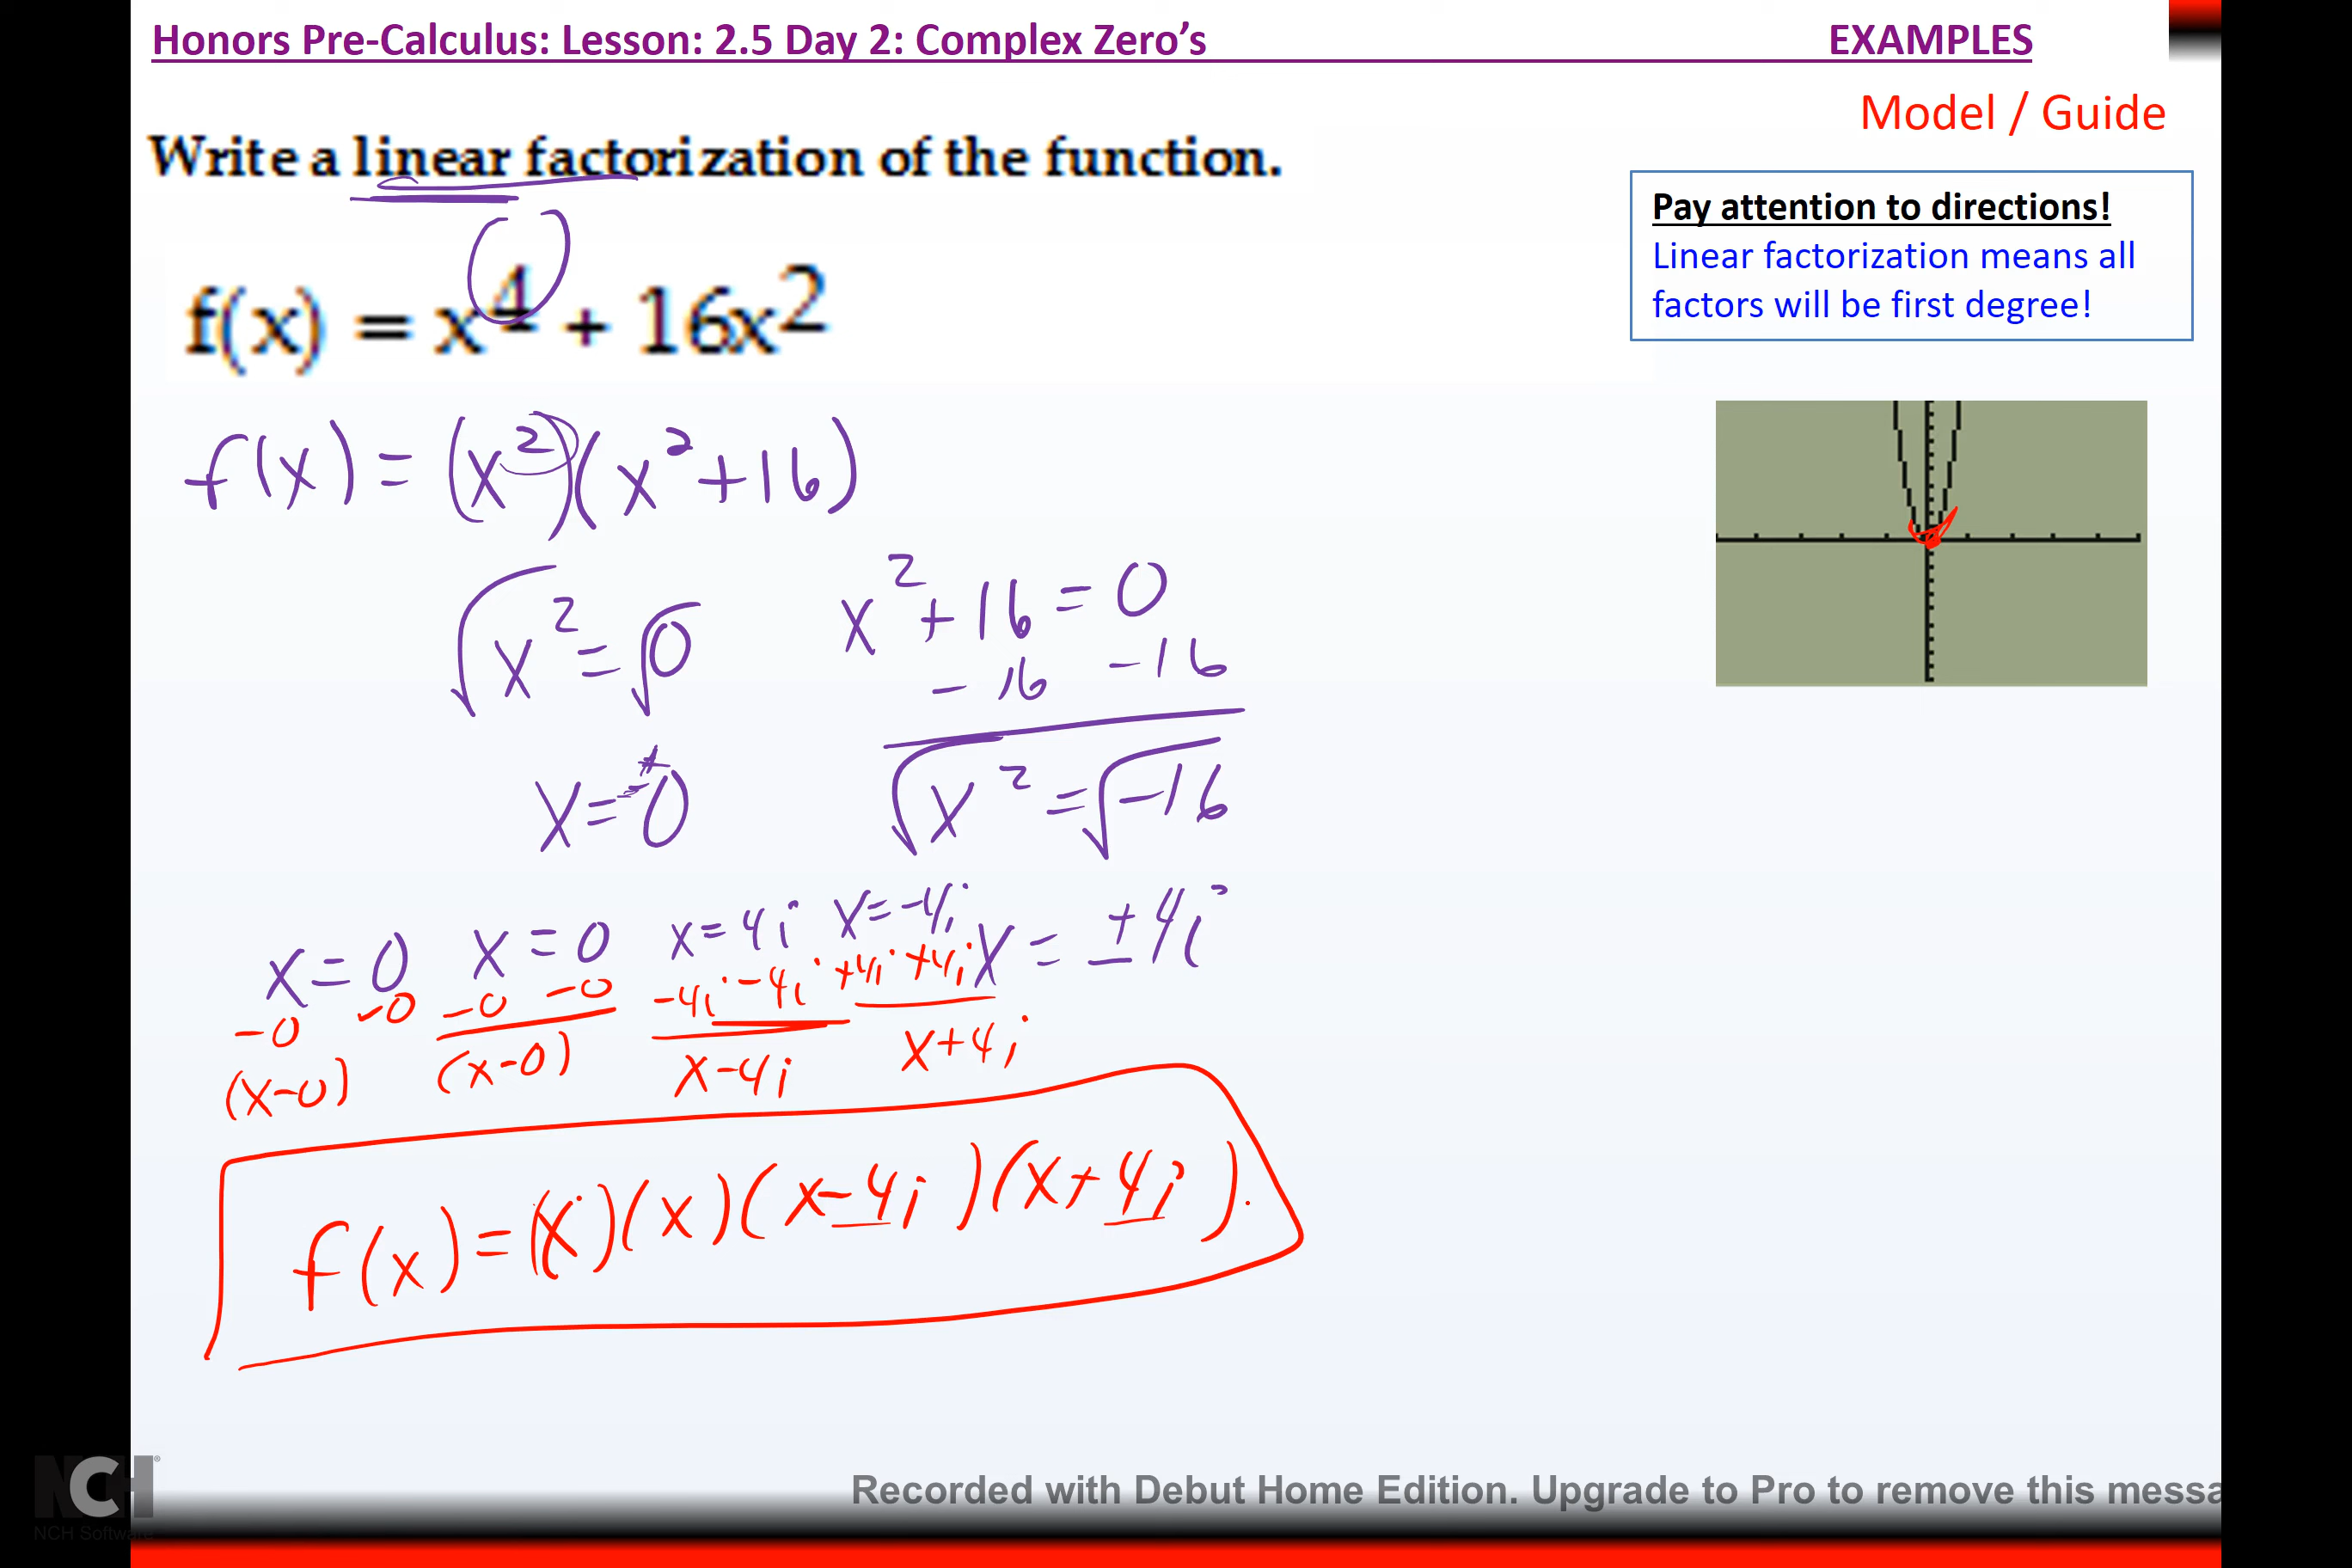 Honors Pre-Calculus: Lesson: 2.5 Day 2: Complex Zero's EXAMPLES
Model / Guide
Write a linear factorization of the function.
Pay attention to directions!
Linear factorization means all
factors will be first degree!
f(x) = x⁴ + 16x²
f(x) = (x²)(x² + 16)
√x² = √0
x² + 16 = 0
- 16 -16
x = ±0
√x² = √-16
x = 0 x = 0 x = 4i x = -4i x = ±4i
-0 -0 -0 -0 -4i -4i +4i +4i
(x-0) (x-0) x-4i x+4i
f(x) = (x)(x)(x-4i)(x+4i).
Recorded with Debut Home Edition. Upgrade to Pro to remove this messa
NCH
NCH Software